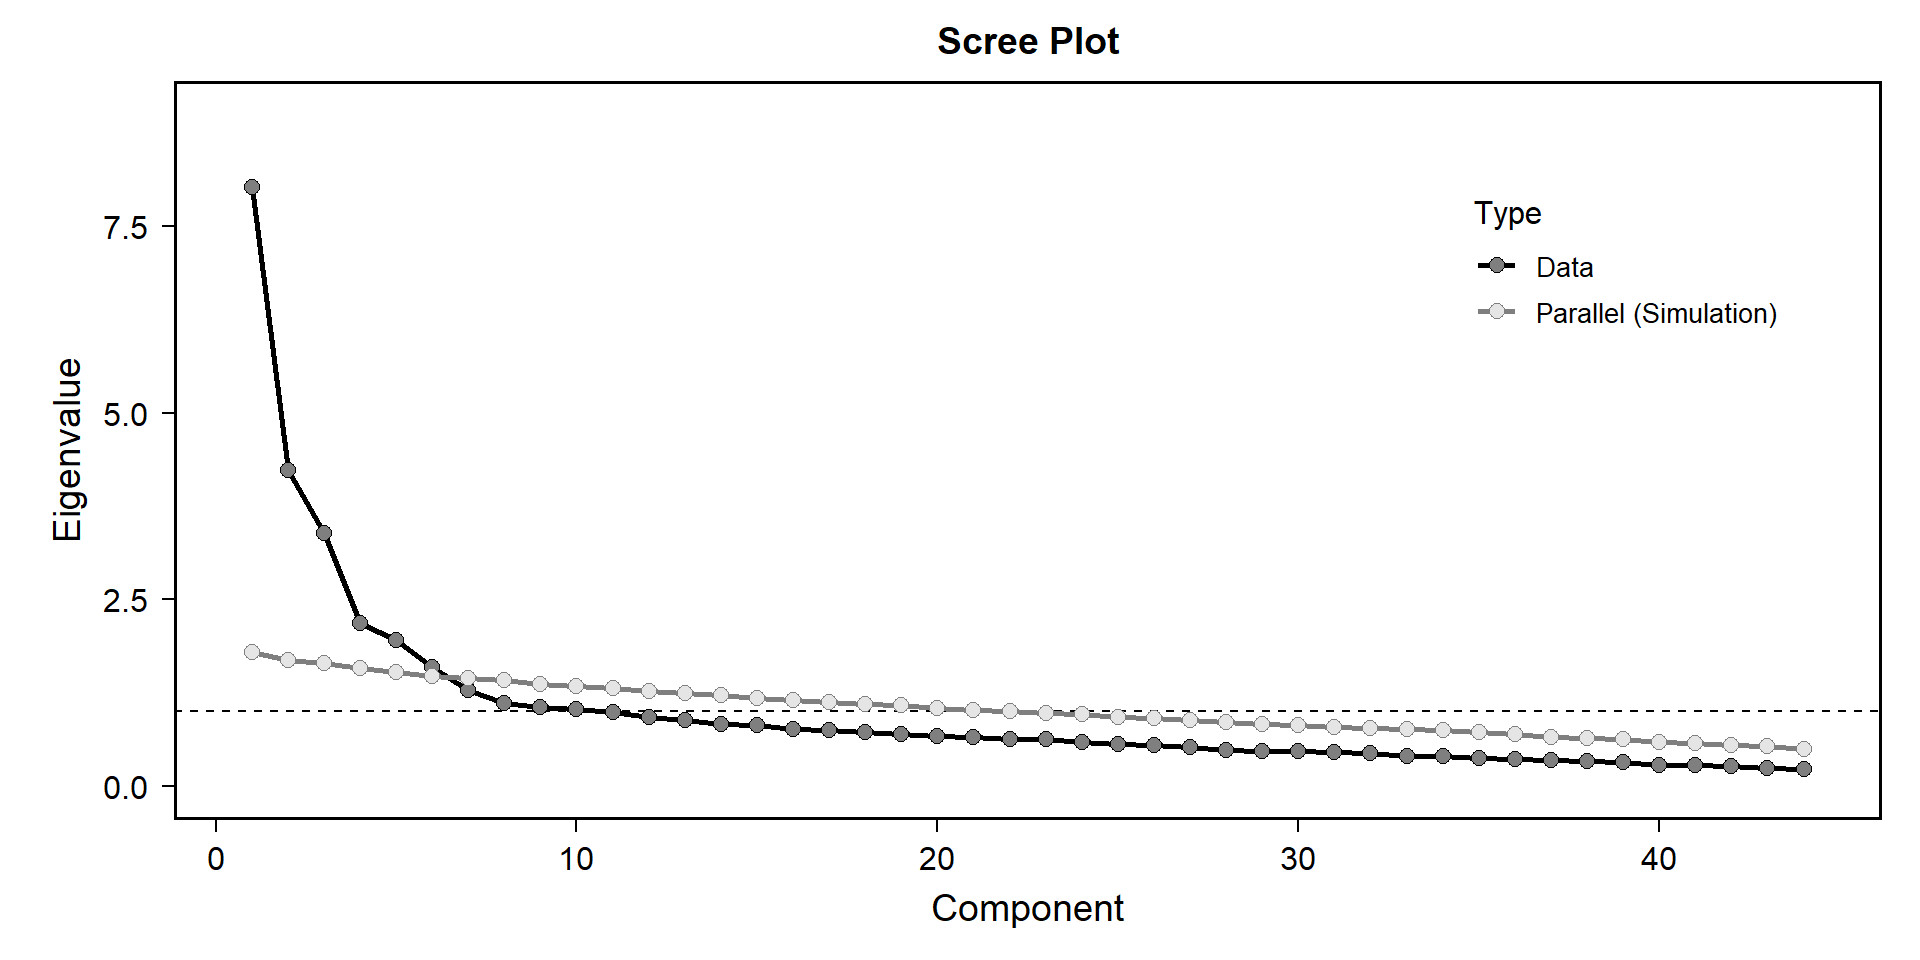 Scree Plot
7.5
5.0
2.5
0.0
Eigenvalue
Type
Data
Parallel (Simulation)
0 10 20 30 40
Component